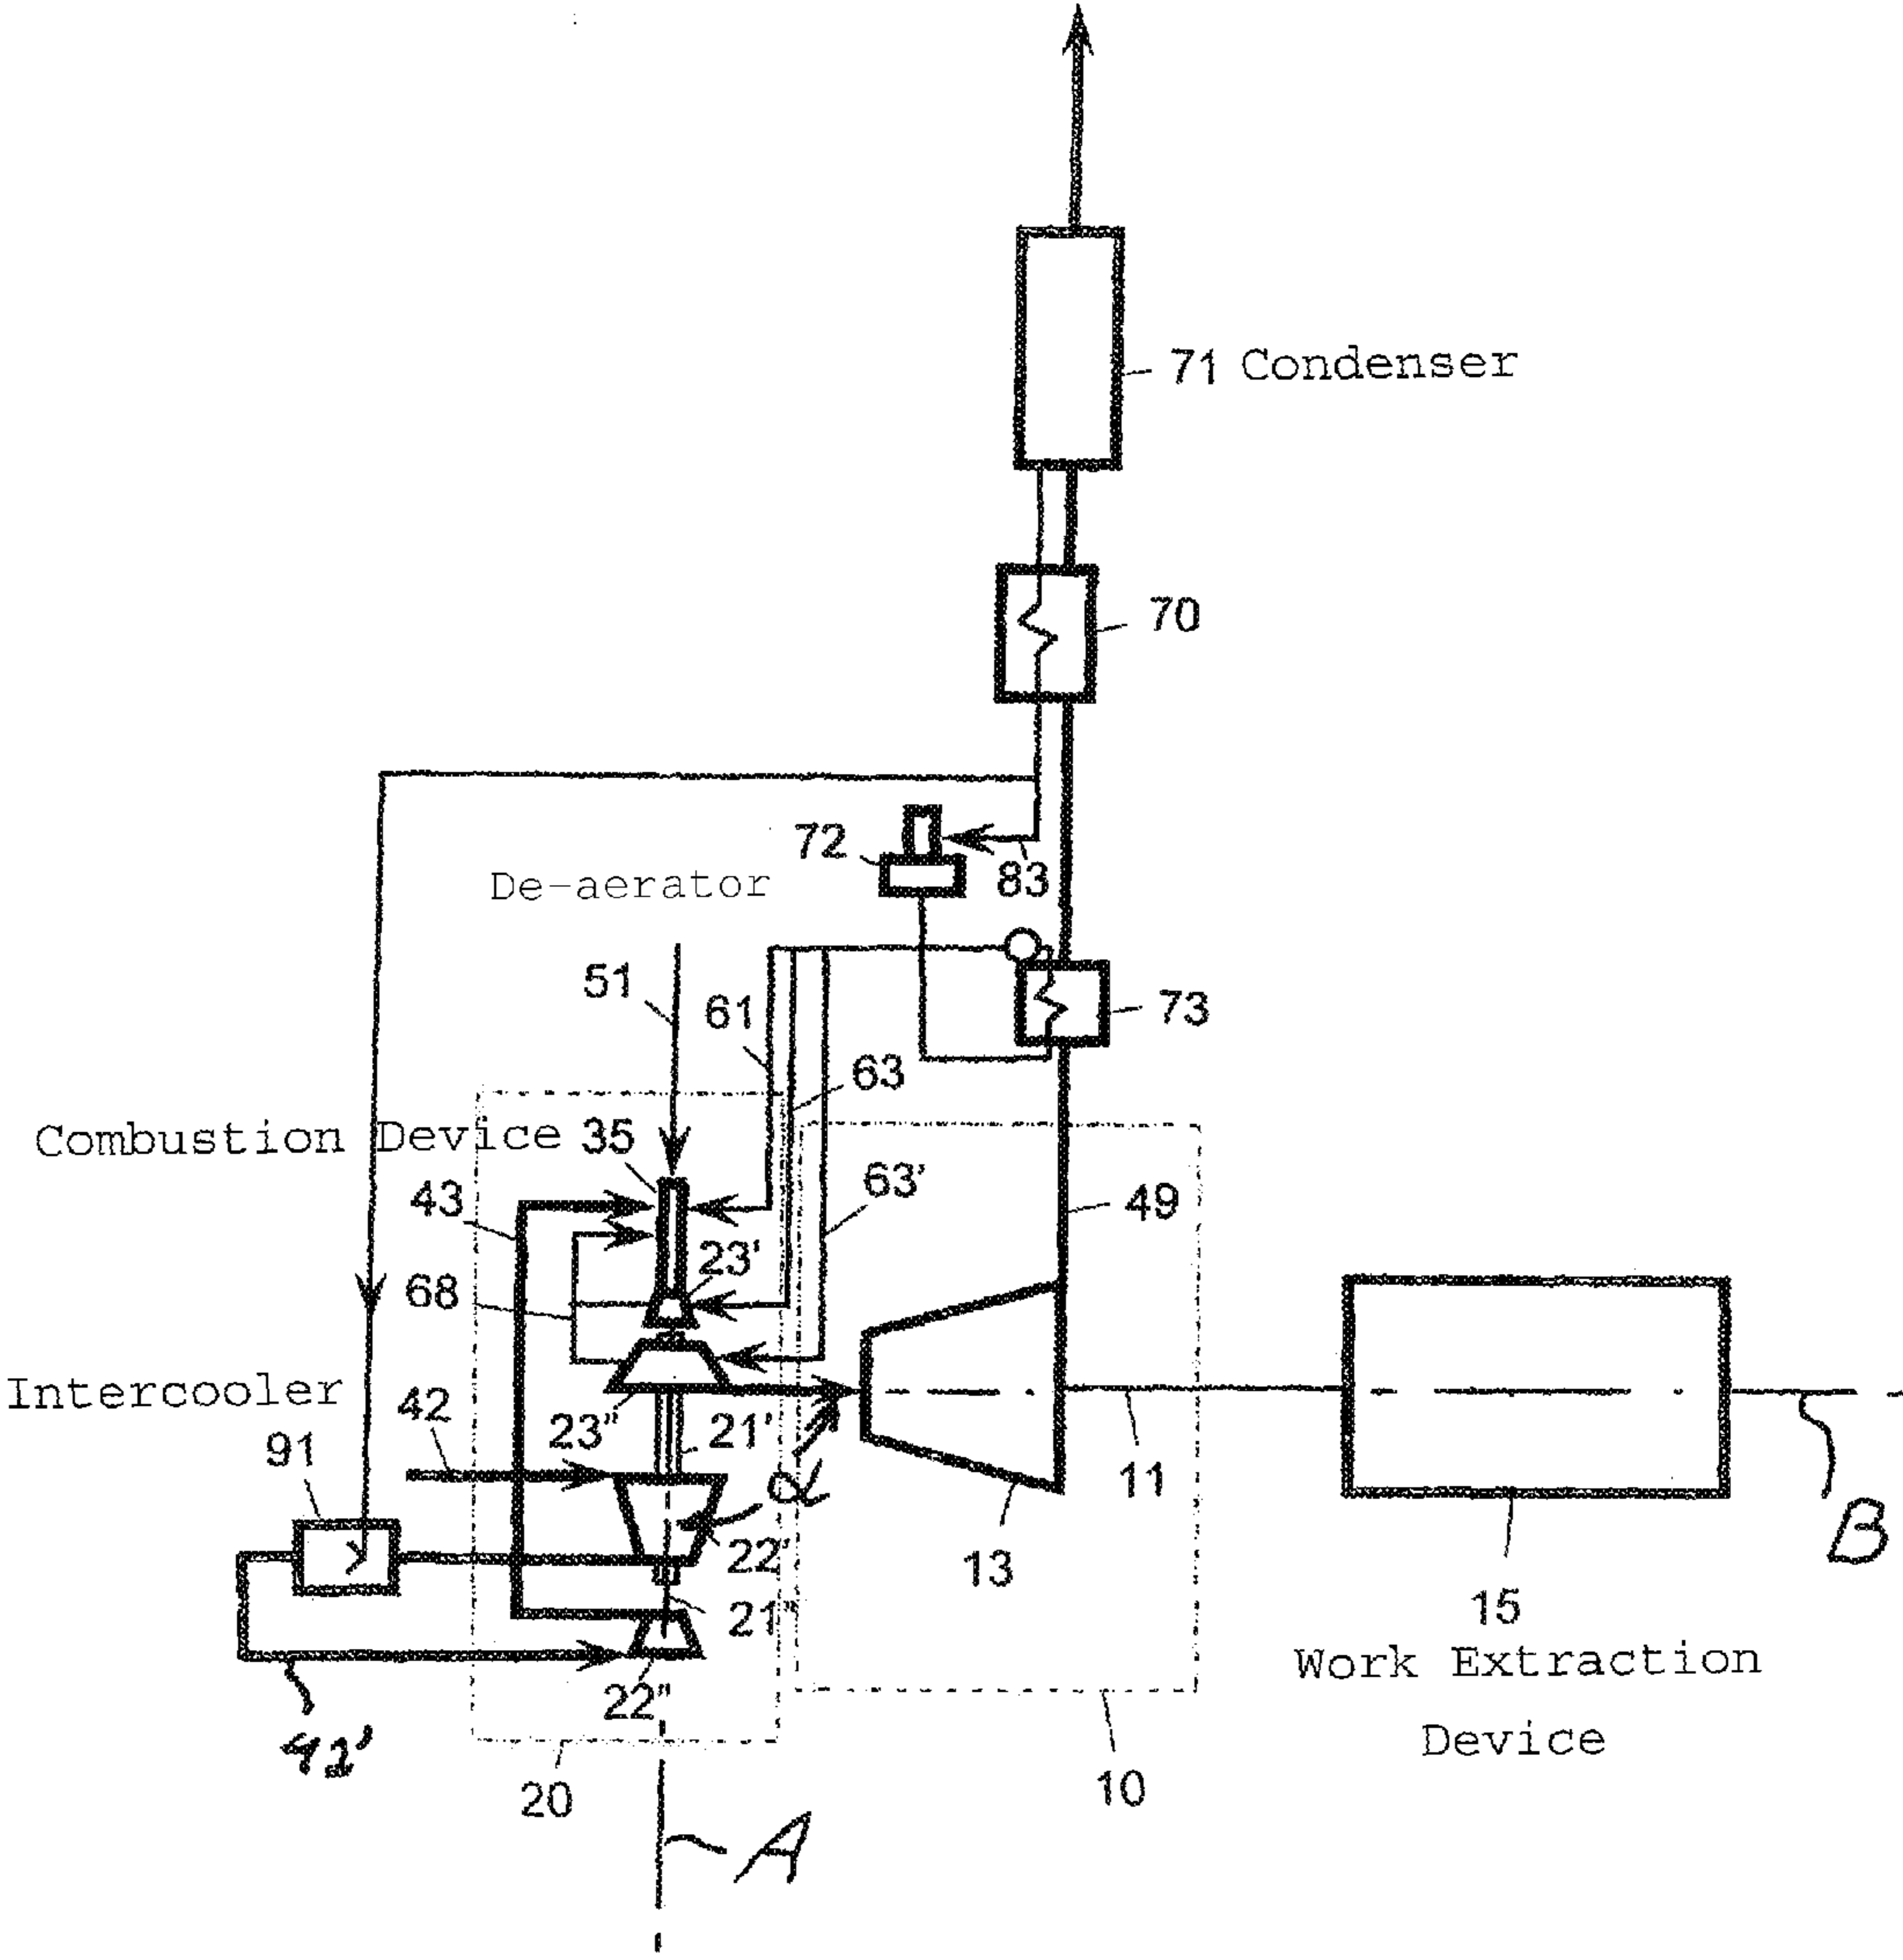 71 Condenser
70
72
83
De-aerator
51
61
73
63
Combustion Device 35
63'
43
49
23'
68
Intercooler
42
23"
21'
91
α
11
22'
13
B
21"
15
22"
Work Extraction
Device
42'
20
10
A